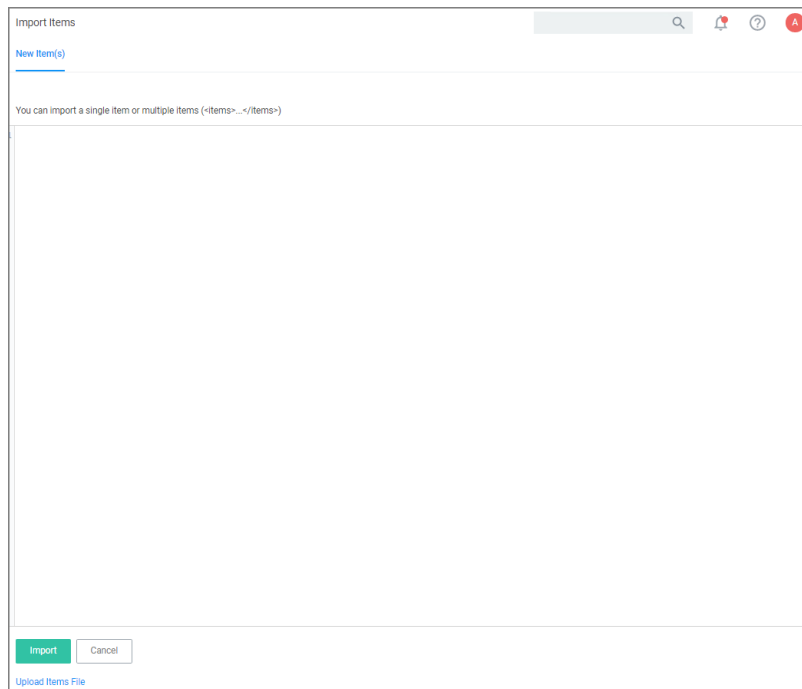 Import Items
A
New Item(s)
You can import a single item or multiple items (<items>...</items>)
1
Import
Cancel
Upload Items File